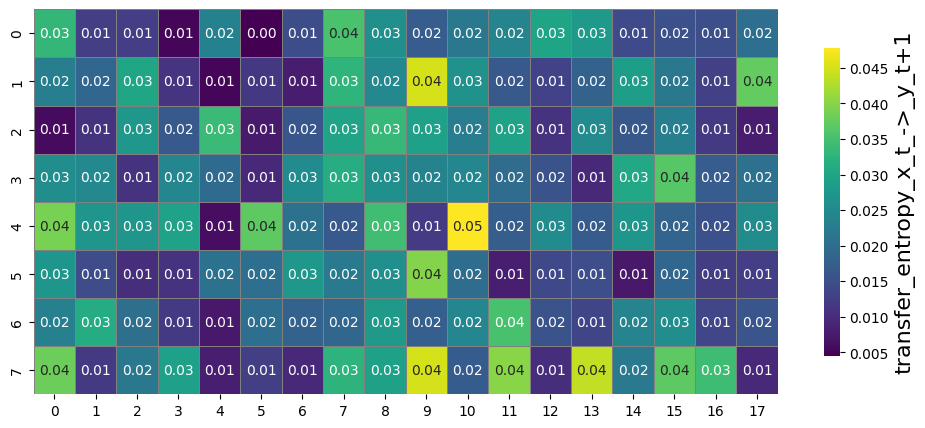 0 0.03 0.01 0.01 0.01 0.02 0.00 0.01 0.04 0.03 0.02 0.02 0.02 0.03 0.03 0.01 0.02 0.01 0.02
1 0.02 0.02 0.03 0.01 0.01 0.01 0.01 0.03 0.02 0.04 0.03 0.02 0.01 0.02 0.03 0.02 0.01 0.04
2 0.01 0.01 0.03 0.02 0.03 0.01 0.02 0.03 0.03 0.03 0.02 0.03 0.01 0.03 0.02 0.02 0.01 0.01
3 0.03 0.02 0.01 0.02 0.02 0.01 0.03 0.03 0.03 0.02 0.02 0.02 0.02 0.01 0.03 0.04 0.02 0.02
4 0.04 0.03 0.03 0.03 0.01 0.04 0.02 0.02 0.03 0.01 0.05 0.02 0.03 0.02 0.03 0.02 0.02 0.03
5 0.03 0.01 0.01 0.01 0.02 0.02 0.03 0.02 0.03 0.04 0.02 0.01 0.01 0.01 0.01 0.02 0.01 0.01
6 0.02 0.03 0.02 0.01 0.01 0.02 0.02 0.02 0.03 0.02 0.02 0.04 0.02 0.01 0.02 0.03 0.01 0.02
7 0.04 0.01 0.02 0.03 0.01 0.01 0.01 0.03 0.03 0.04 0.02 0.04 0.01 0.04 0.02 0.04 0.03 0.01
0 1 2 3 4 5 6 7 8 9 10 11 12 13 14 15 16 17
0.045
0.040
0.035
0.030
0.025
0.020
0.015
0.010
0.005
transfer_entropy_x_t_->_y_t+1